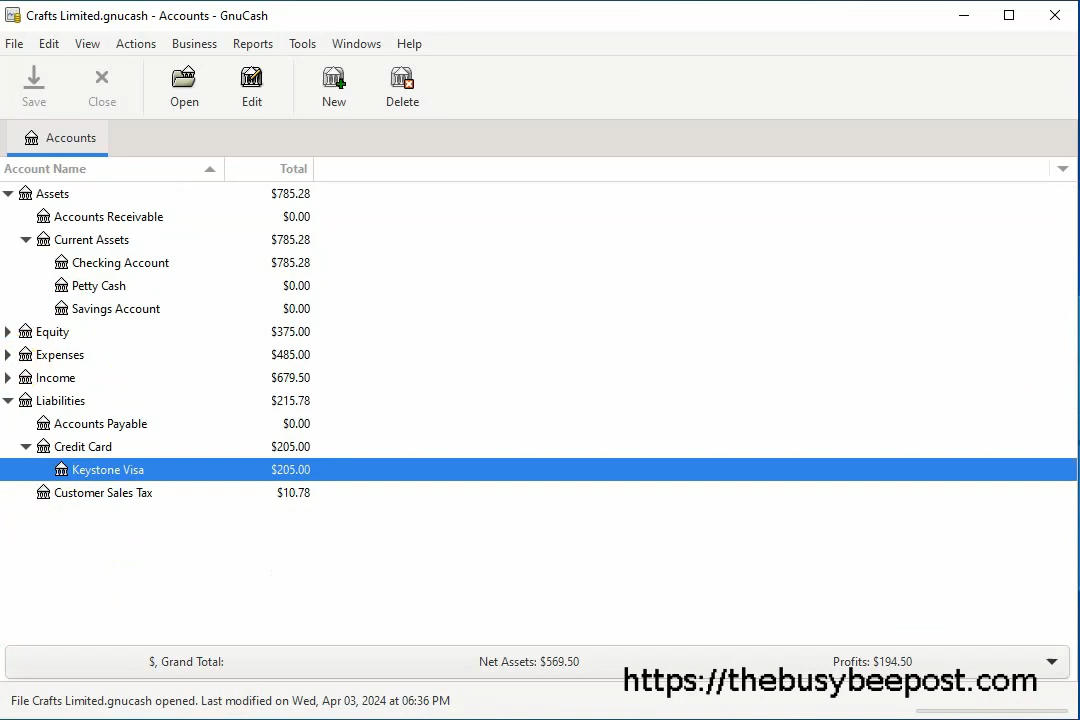 Crafts Limited.gnucash - Accounts - GnuCash
File Edit View Actions Business Reports Tools Windows Help
Save Close Open Edit New Delete
Accounts
Account Name Total
Assets $785.28
Accounts Receivable $0.00
Current Assets $785.28
Checking Account $785.28
Petty Cash $0.00
Savings Account $0.00
Equity $375.00
Expenses $485.00
Income $679.50
Liabilities $215.78
Accounts Payable $0.00
Credit Card $205.00
Keystone Visa $205.00
Customer Sales Tax $10.78
$, Grand Total: Net Assets: $569.50 Profits: $194.50
https://thebusybeepost.com
File Crafts Limited.gnucash opened. Last modified on Wed, Apr 03, 2024 at 06:36 PM